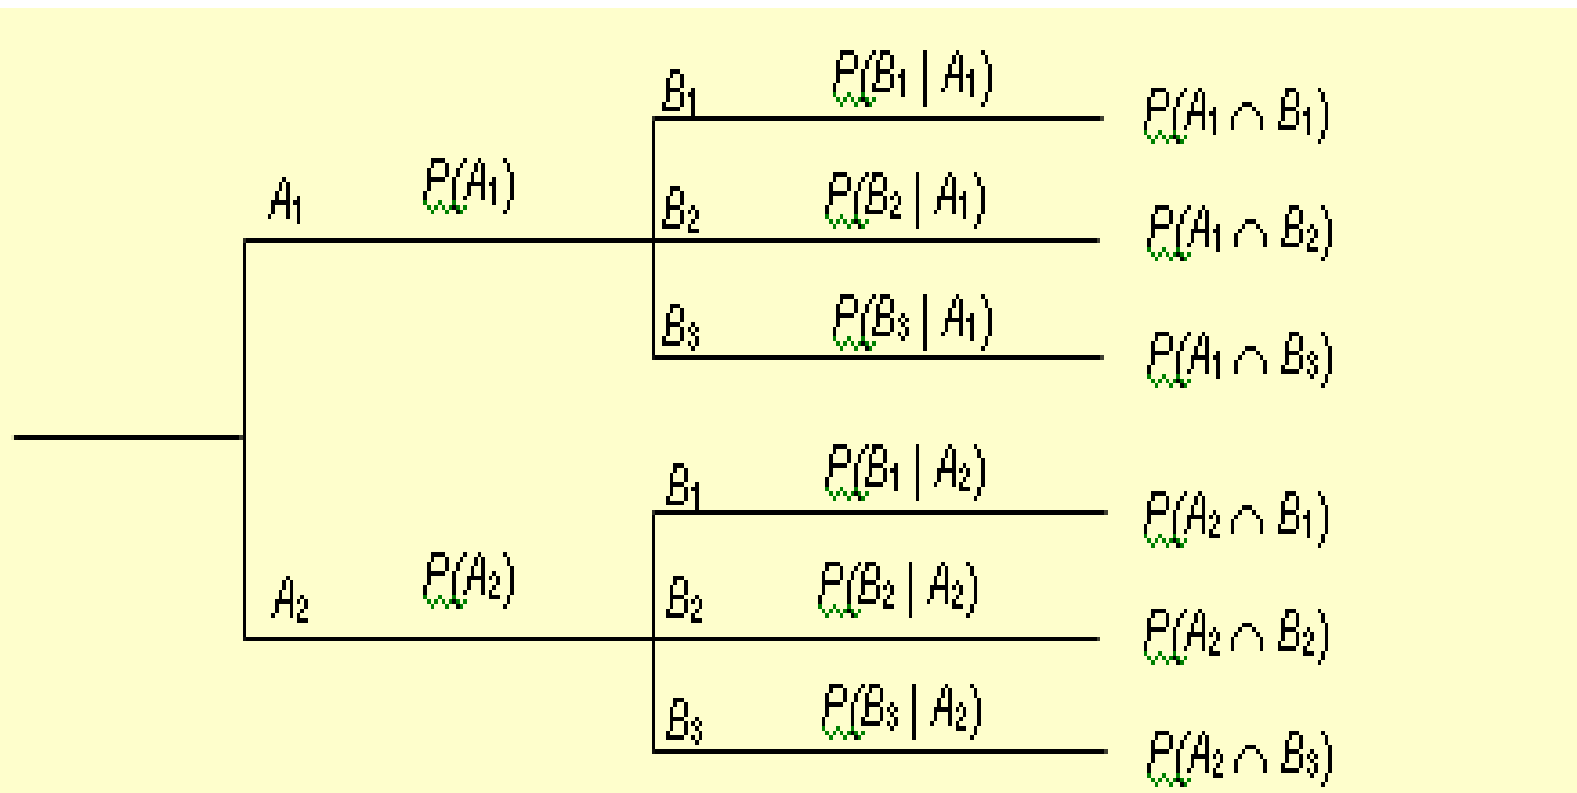 B₁ P(B₁ | A₁)
P(A₁ ∩ B₁)
A₁ P(A₁)
B₂ P(B₂ | A₁)
P(A₁ ∩ B₂)
B₃ P(B₃ | A₁)
P(A₁ ∩ B₃)
B₁ P(B₁ | A₂)
P(A₂ ∩ B₁)
A₂ P(A₂)
B₂ P(B₂ | A₂)
P(A₂ ∩ B₂)
B₃ P(B₃ | A₂)
P(A₂ ∩ B₃)